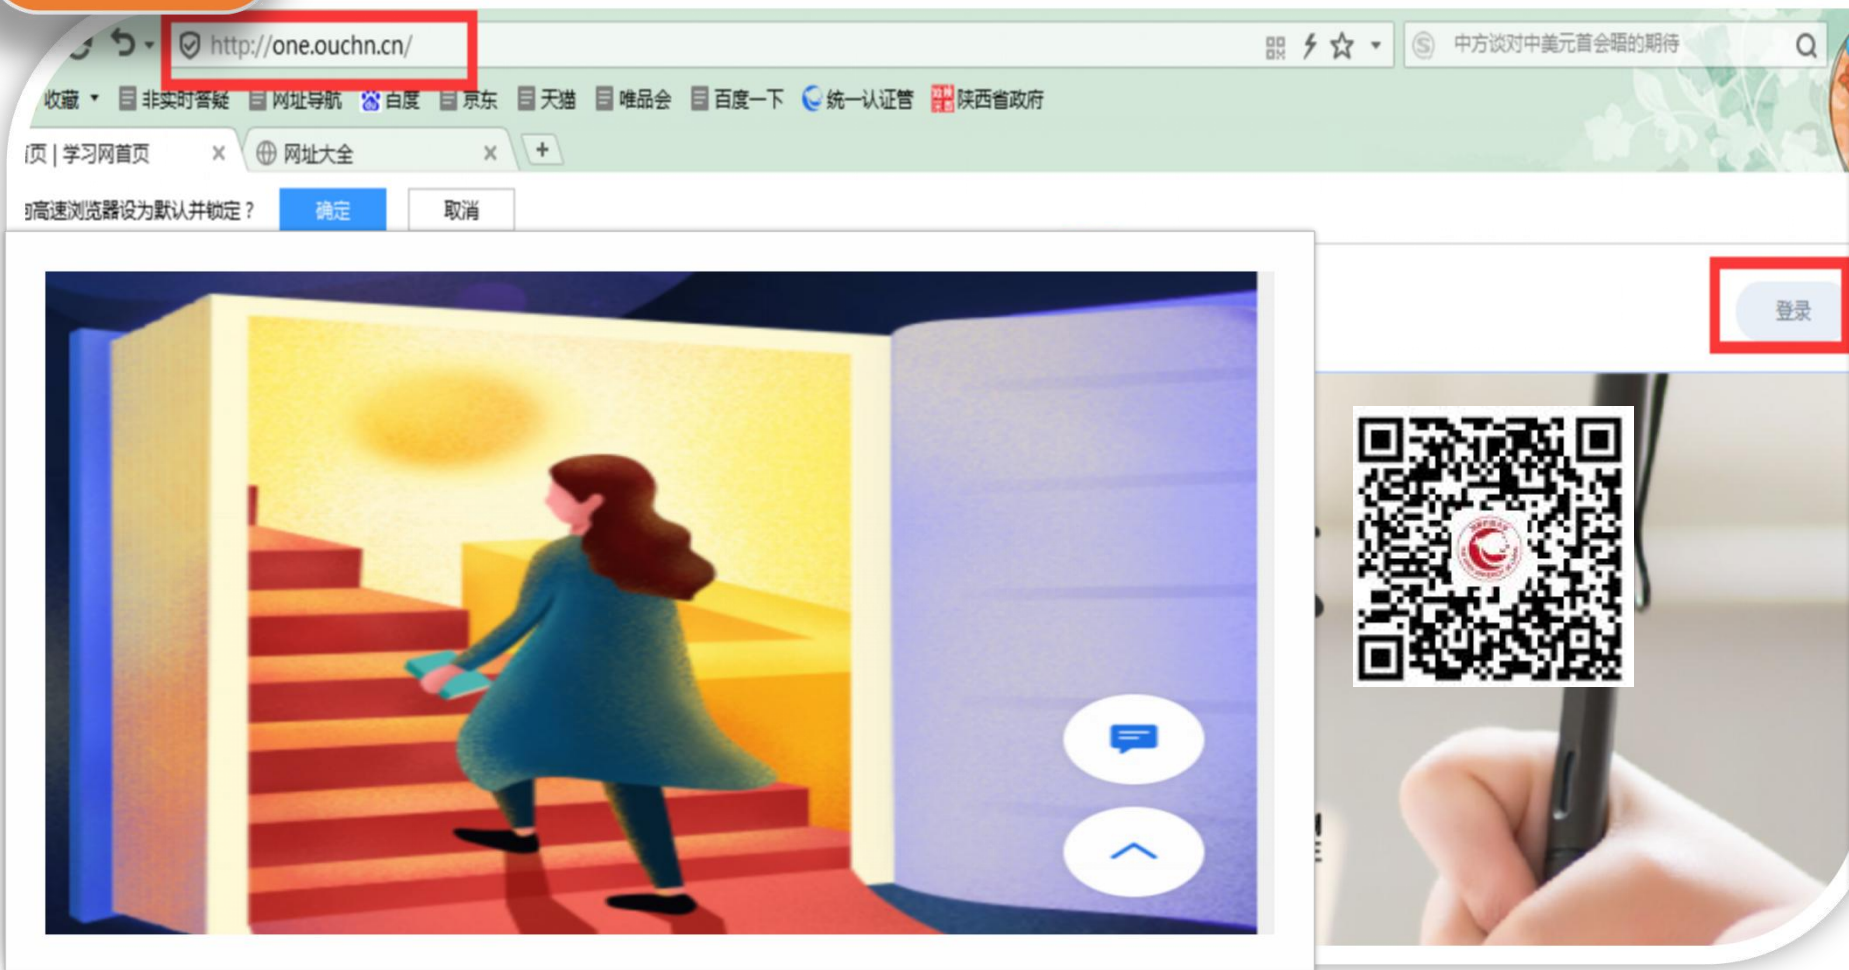 http://one.ouchn.cn/
中方谈对中美元首会晤的期待
收藏 非实时答疑 网址导航 百度 京东 天猫 唯品会 百度一下 统一认证管 陕西省政府
页 | 学习网首页 网址大全
高速浏览器设为默认并锁定？ 确定 取消
登录